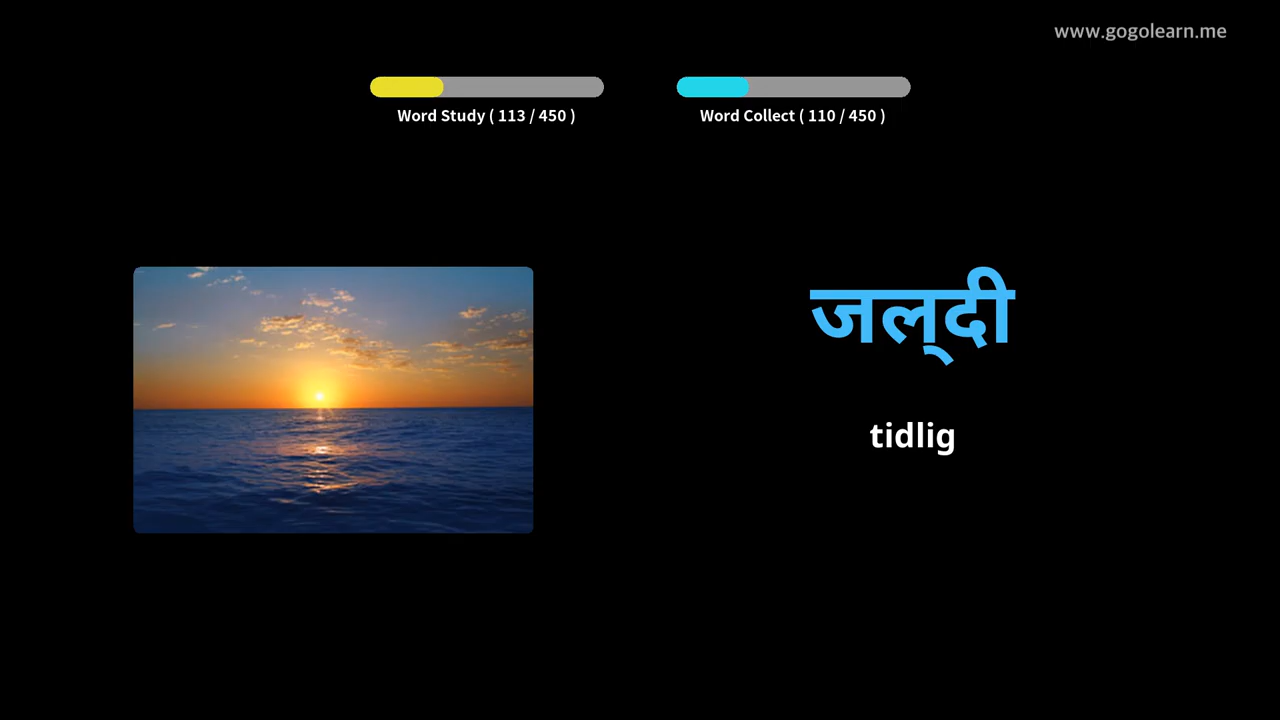 www.gogolearn.me
Word Study ( 113 / 450 )
Word Collect ( 110 / 450 )
जल्दी
tidlig